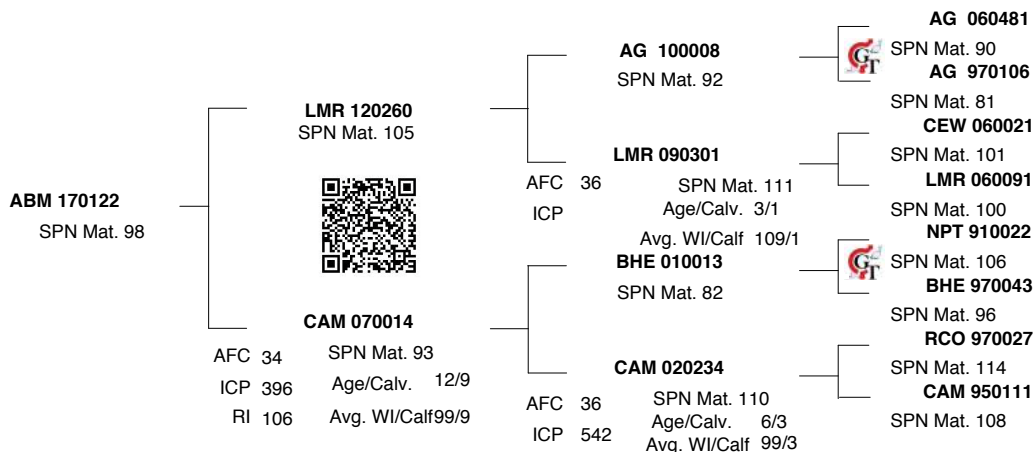 ABM 170122
SPN Mat. 98
LMR 120260
SPN Mat. 105
CAM 070014
AFC 34 SPN Mat. 93
ICP 396 Age/Calv. 12/9
RI 106 Avg. WI/Calf99/9
AG 100008
SPN Mat. 92
LMR 090301
AFC 36 SPN Mat. 111
ICP Age/Calv. 3/1
Avg. WI/Calf 109/1
BHE 010013
SPN Mat. 82
CAM 020234
AFC 36 SPN Mat. 110
Age/Calv. 6/3
ICP 542 Avg. WI/Calf 99/3
AG 060481
GT SPN Mat. 90
AG 970106
SPN Mat. 81
CEW 060021
SPN Mat. 101
LMR 060091
SPN Mat. 100
NPT 910022
GT SPN Mat. 106
BHE 970043
SPN Mat. 96
RCO 970027
SPN Mat. 114
CAM 950111
SPN Mat. 108